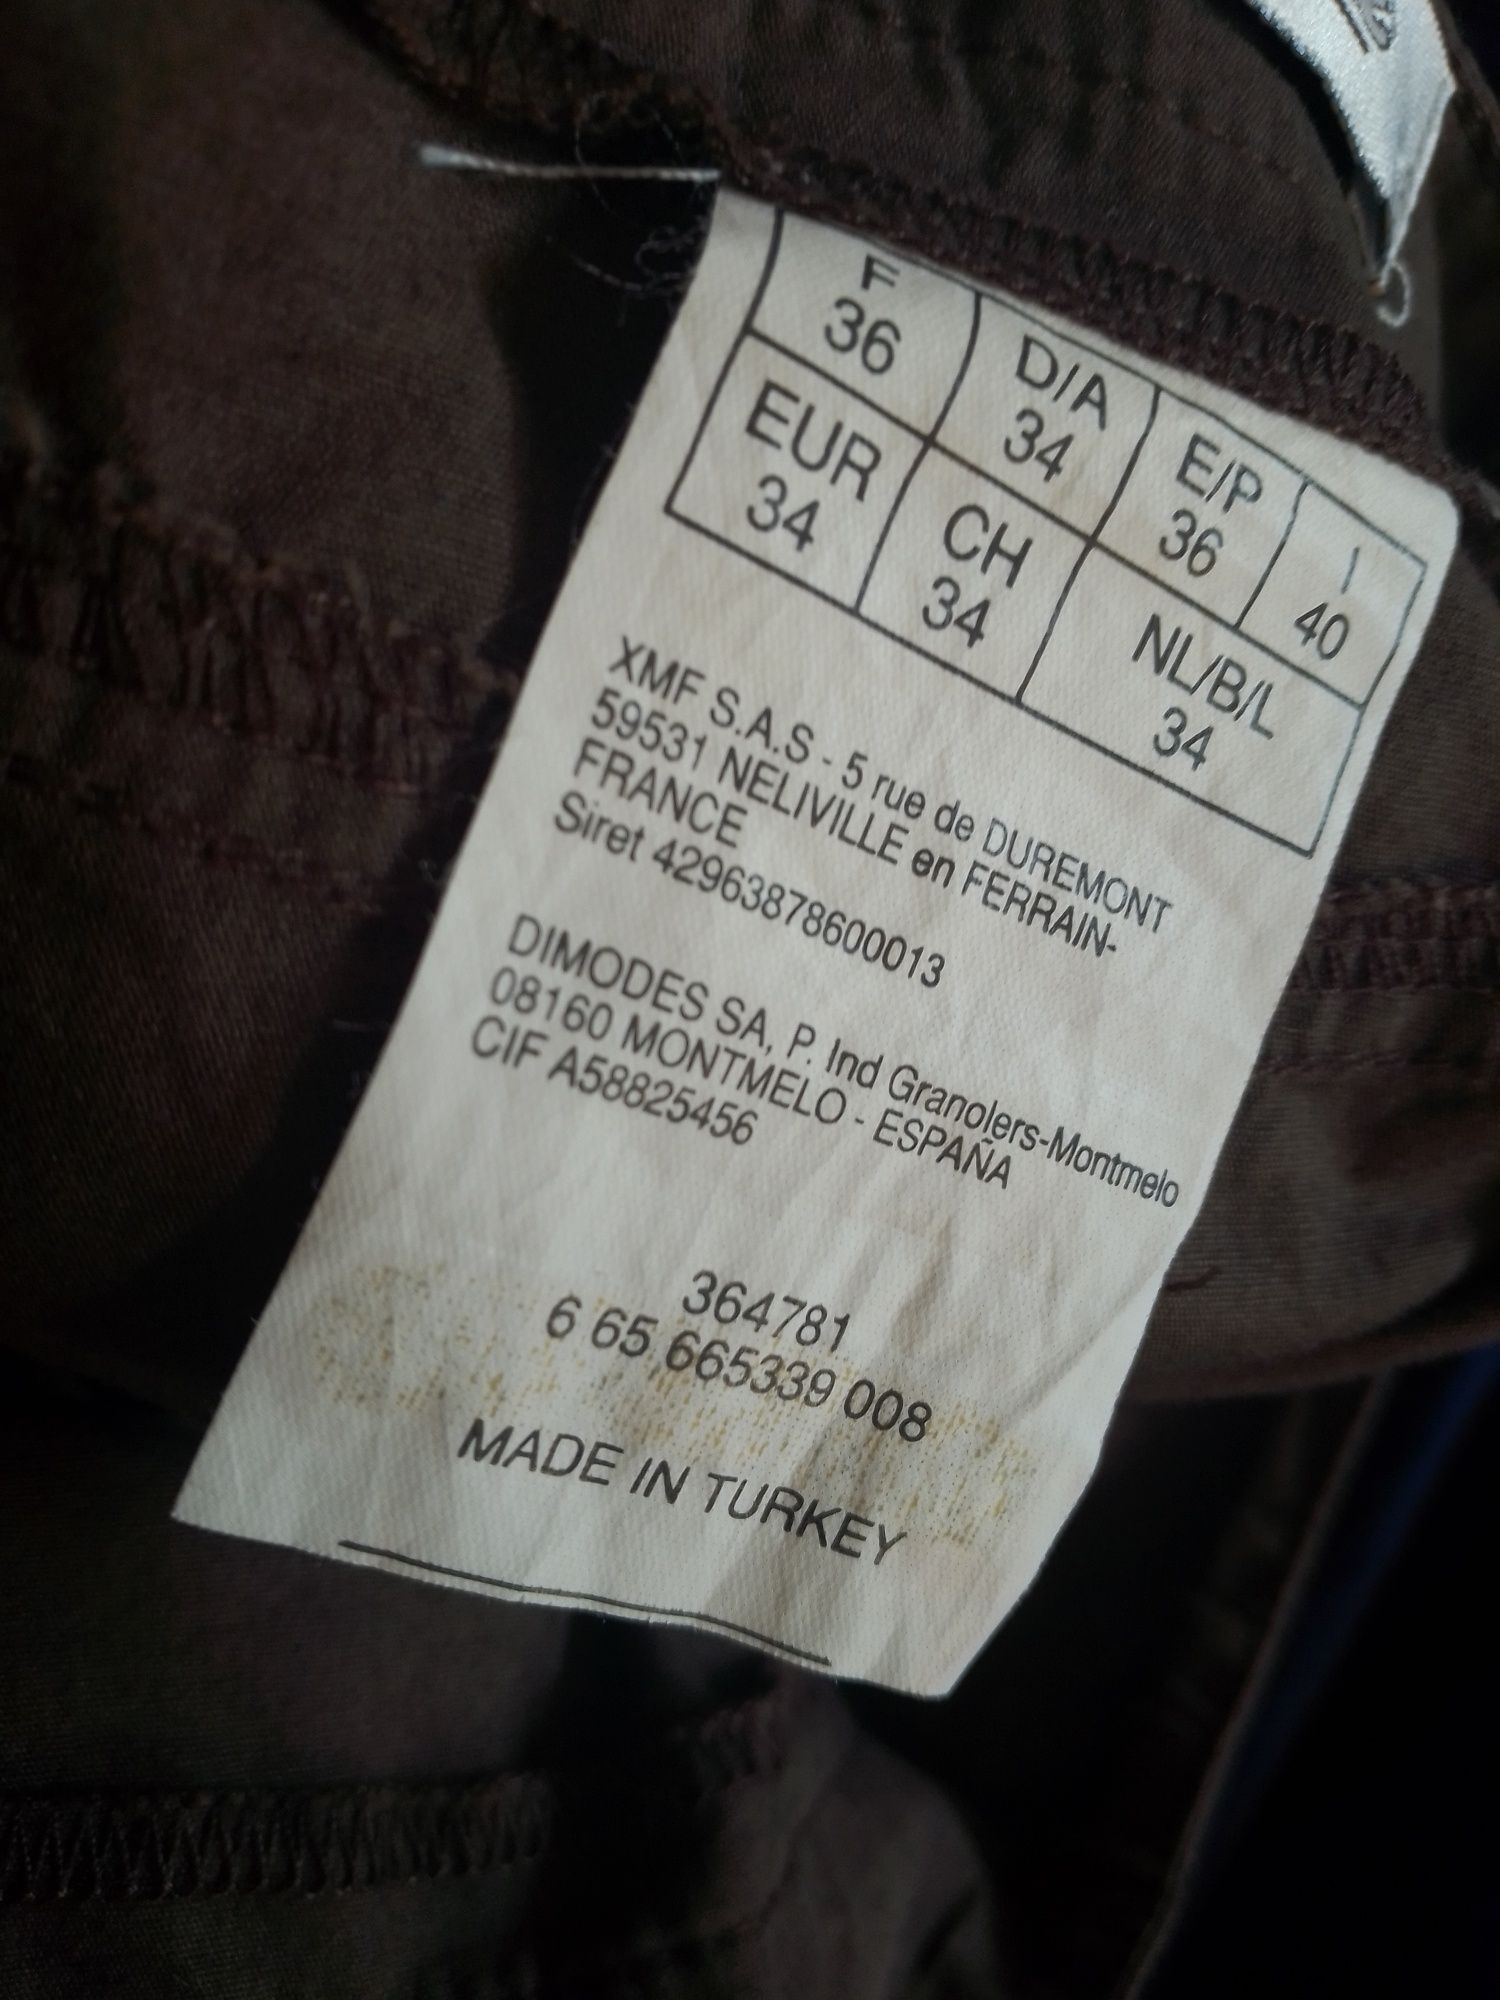 F D/A E/P I
36 34 36 40
EUR CH NL/B/L
34 34 34
XMF S.A.S - 5 rue de DUREMONT
59531 NELIVILLE en FERRAIN-
FRANCE
Siret 42963878600013
DIMODES SA, P. Ind Granolers-Montmelo
08160 MONTMELO - ESPAÑA
CIF A58825456
364781
6 65 665339 008
MADE IN TURKEY